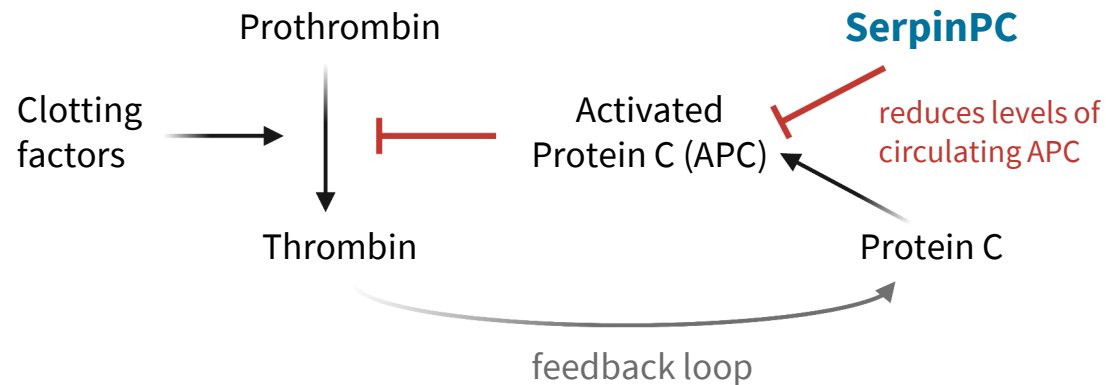 Prothrombin
SerpinPC
Clotting
factors
Activated
Protein C (APC)
reduces levels of
circulating APC
Thrombin
Protein C
feedback loop